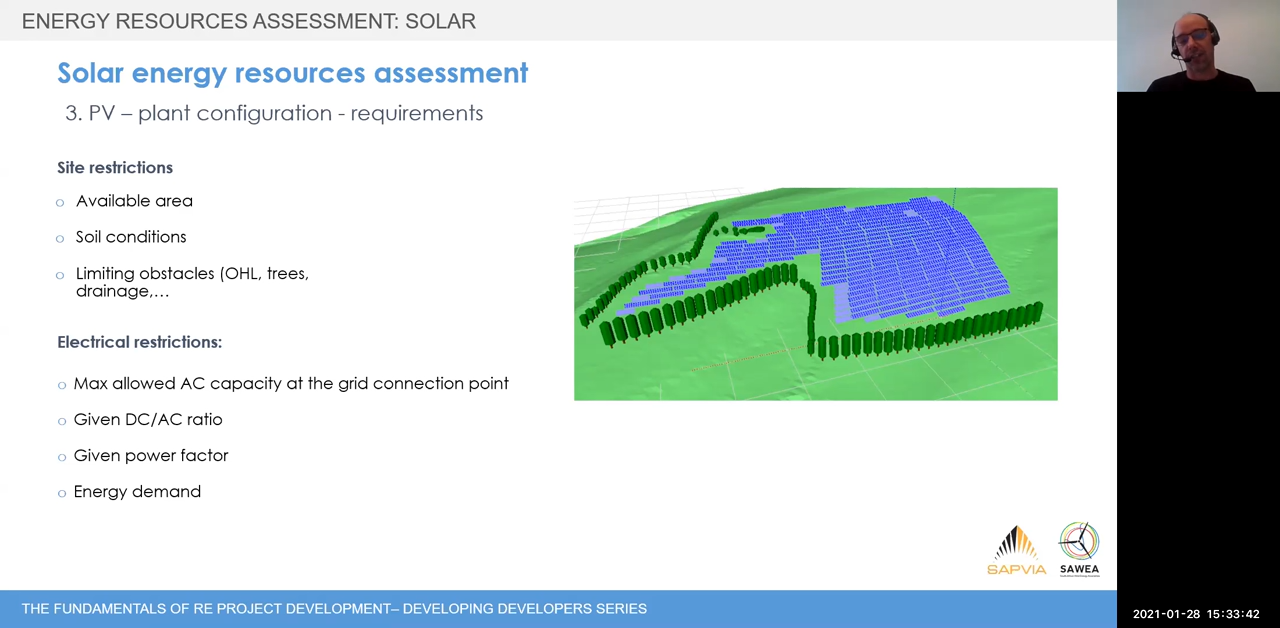 ENERGY RESOURCES ASSESSMENT: SOLAR
Solar energy resources assessment
3. PV – plant configuration - requirements
Site restrictions
o Available area
o Soil conditions
o Limiting obstacles (OHL, trees,
drainage,...
Electrical restrictions:
o Max allowed AC capacity at the grid connection point
o Given DC/AC ratio
o Given power factor
o Energy demand
SAPVIA
SAWEA
THE FUNDAMENTALS OF RE PROJECT DEVELOPMENT– DEVELOPING DEVELOPERS SERIES
2021-01-28 15:33:42